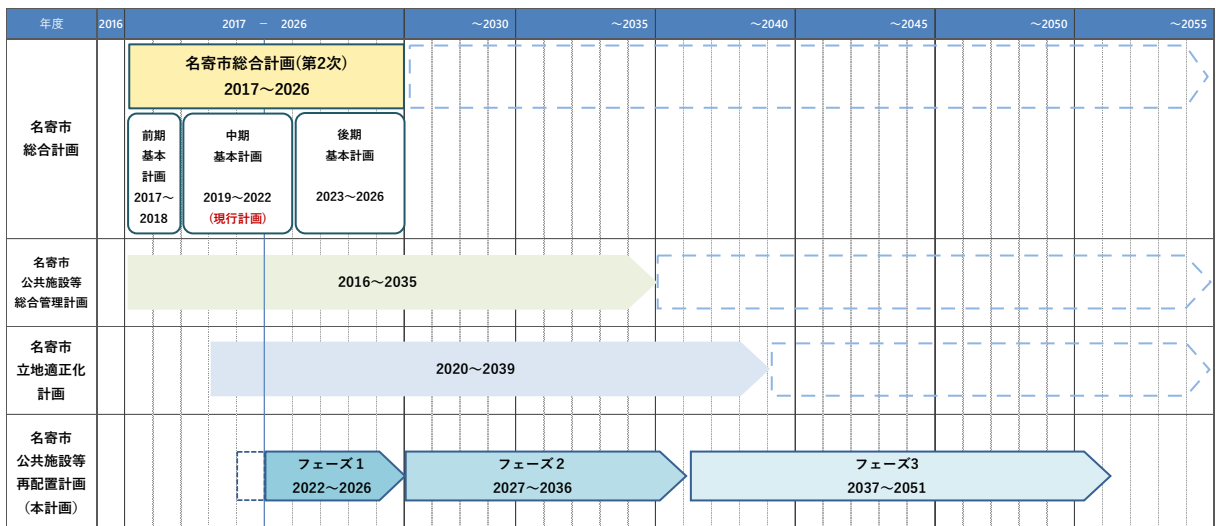 年度 2016 2017 － 2026 ～2030 ～2035 ～2040 ～2045 ～2050 ～2055
名寄市
総合計画
名寄市総合計画(第2次)
2017～2026
前期
基本
計画
2017～
2018
中期
基本計画
2019～2022
(現行計画)
後期
基本計画
2023～2026
名寄市
公共施設等
総合管理計画
2016～2035
名寄市
立地適正化
計画
2020～2039
名寄市
公共施設等
再配置計画
(本計画)
フェーズ１
2022～2026
フェーズ２
2027～2036
フェーズ3
2037～2051